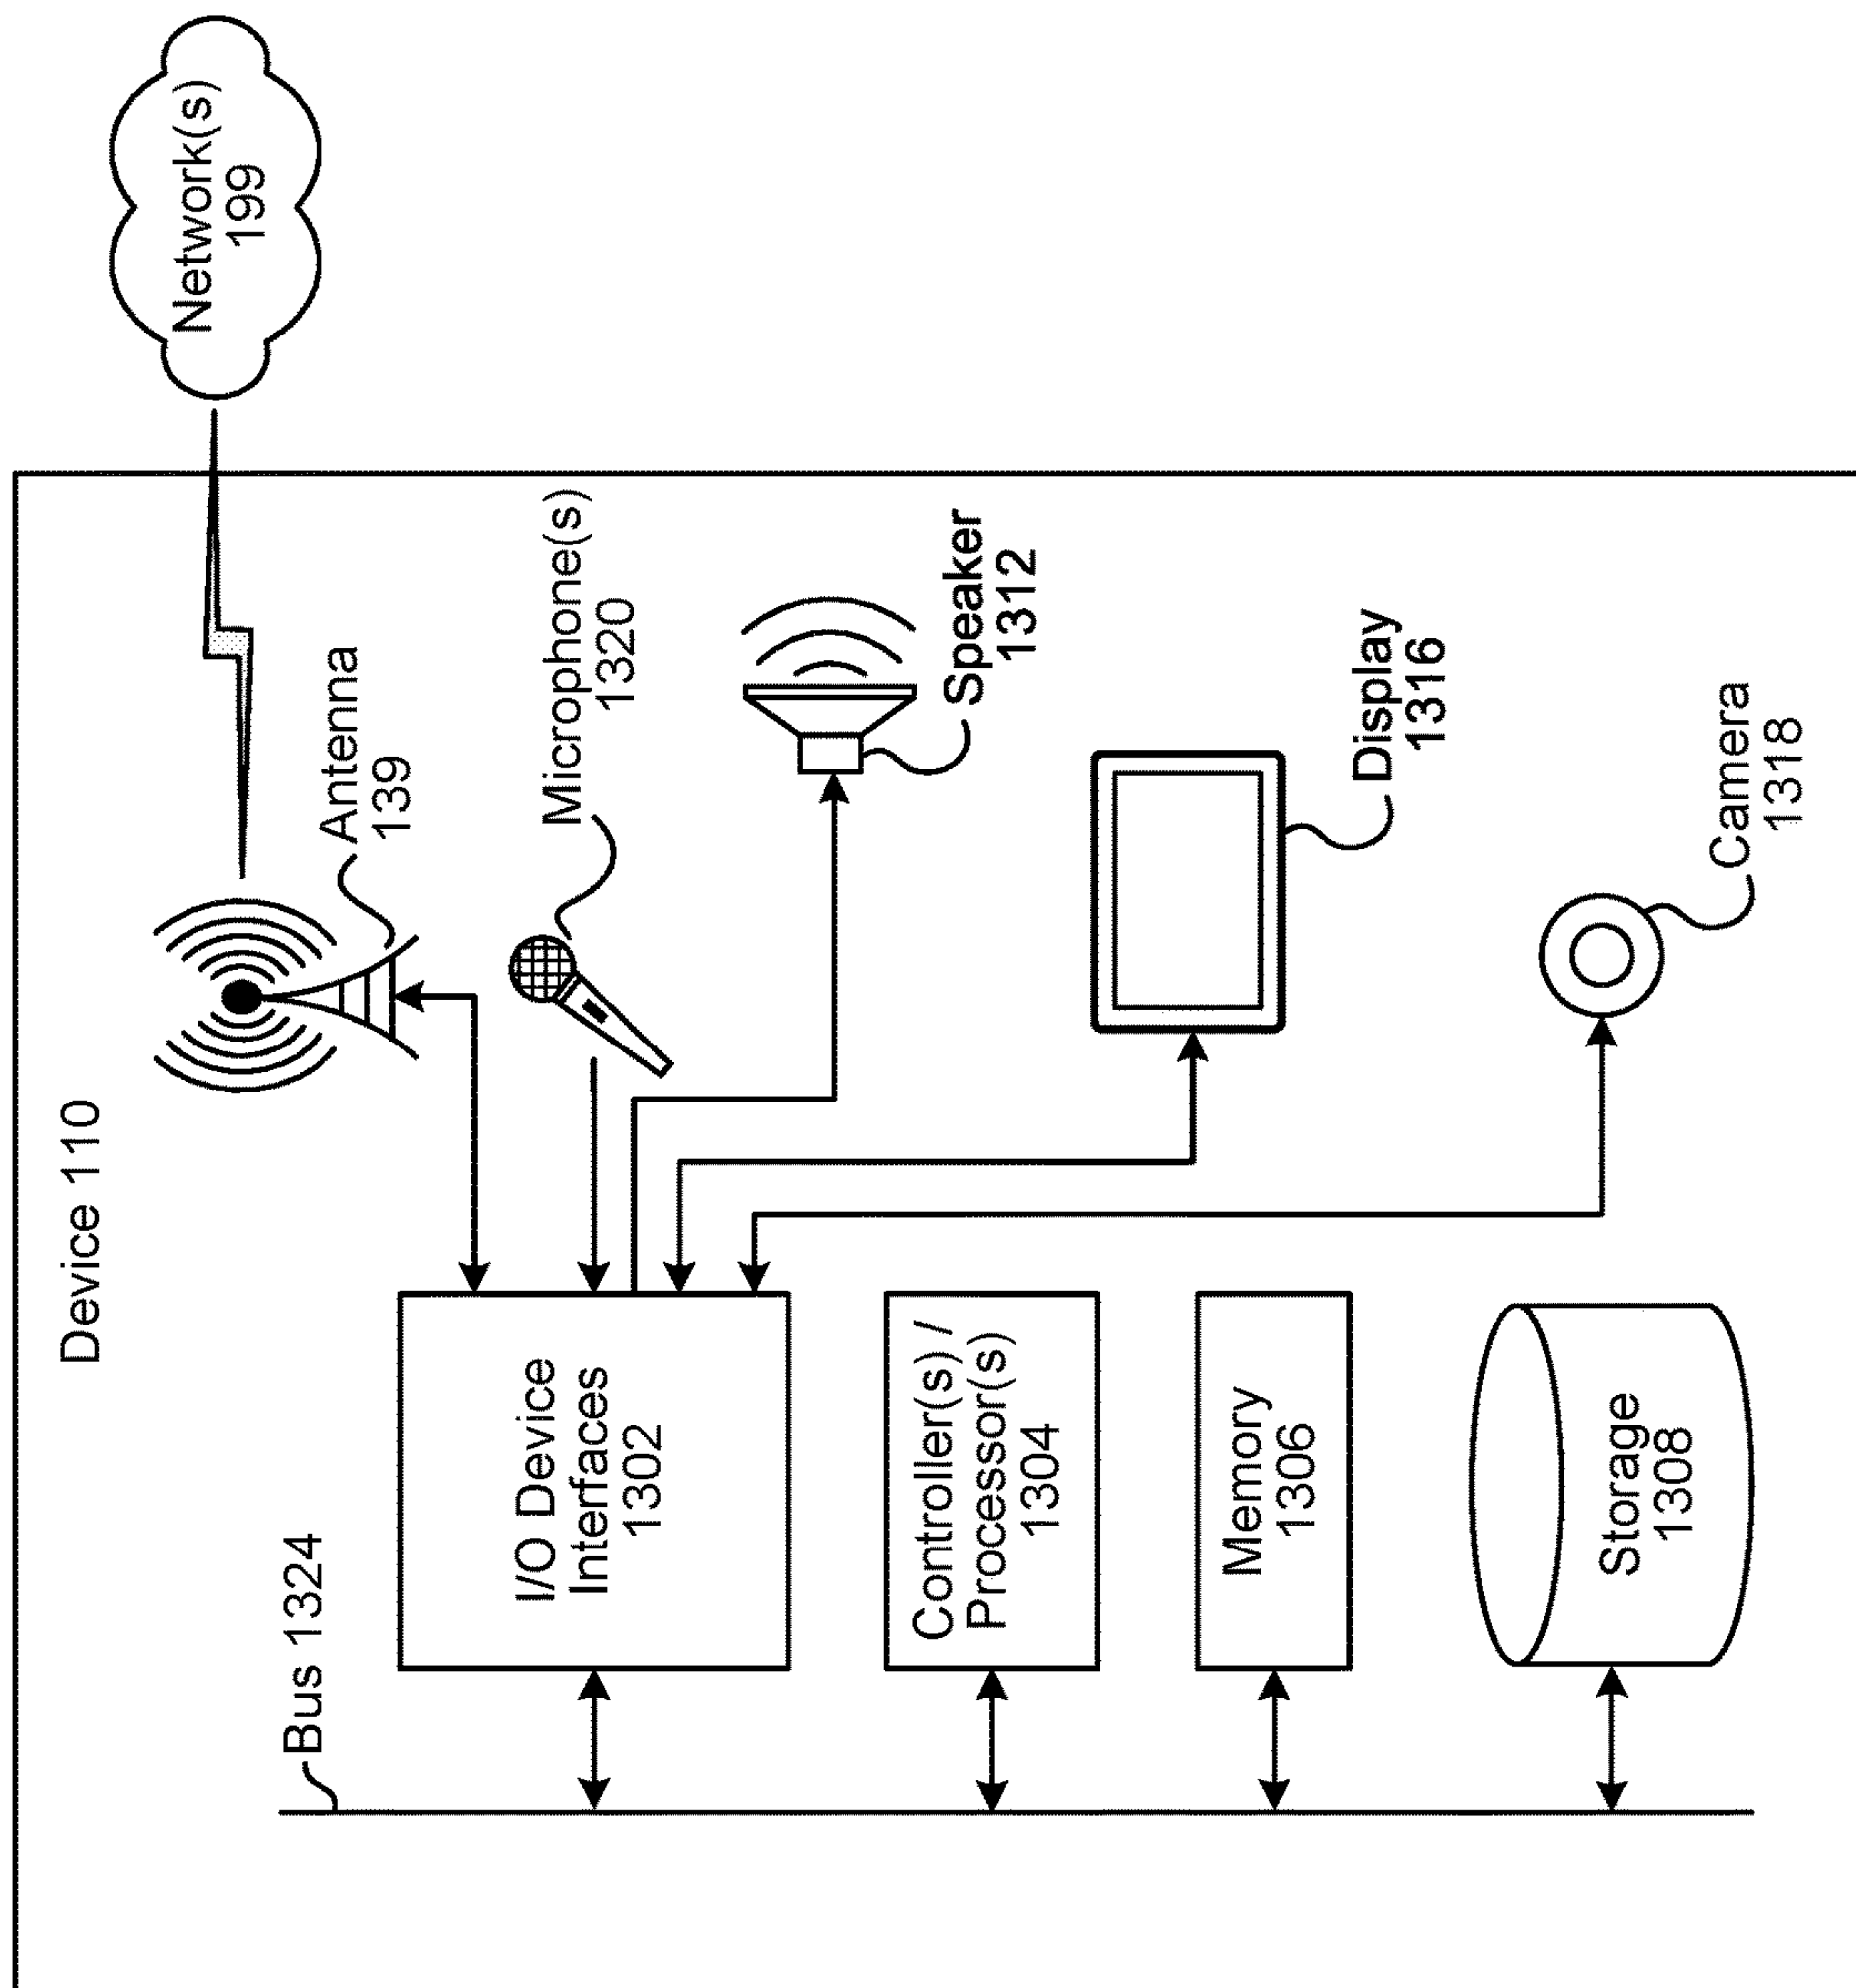 Device 110
Network(s)
199
Antenna
139
Bus 1324
I/O Device
Interfaces
1302
Microphone(s)
1320
Speaker
1312
Controller(s) /
Processor(s)
1304
Display
1316
Memory
1306
Storage
1308
Camera
1318